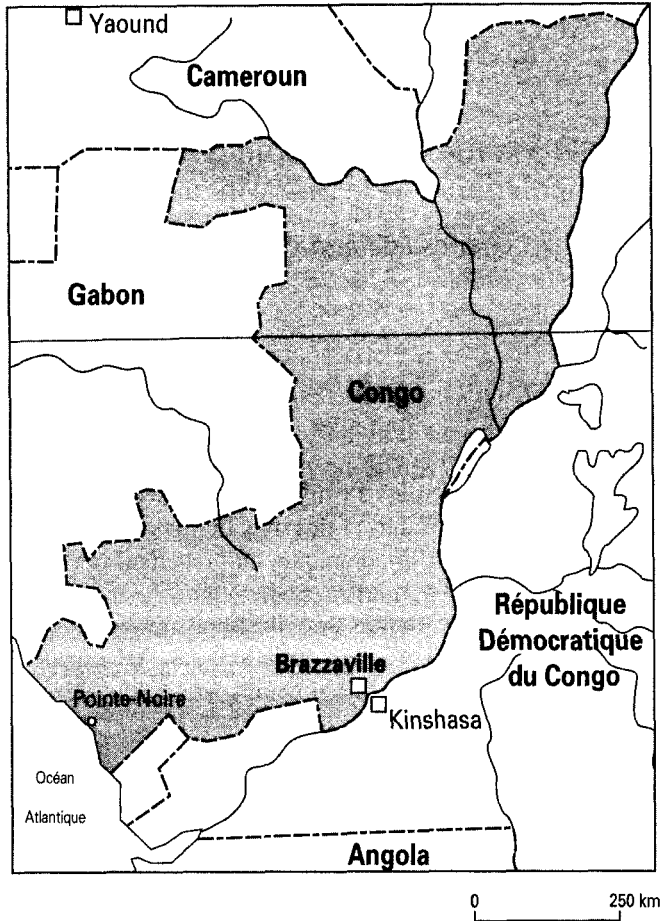 Yaound
Cameroun
Gabon
Congo
République
Démocratique
du Congo
Brazzaville
Pointe-Noire
Kinshasa
Océan
Atlantique
Angola
0 250 km